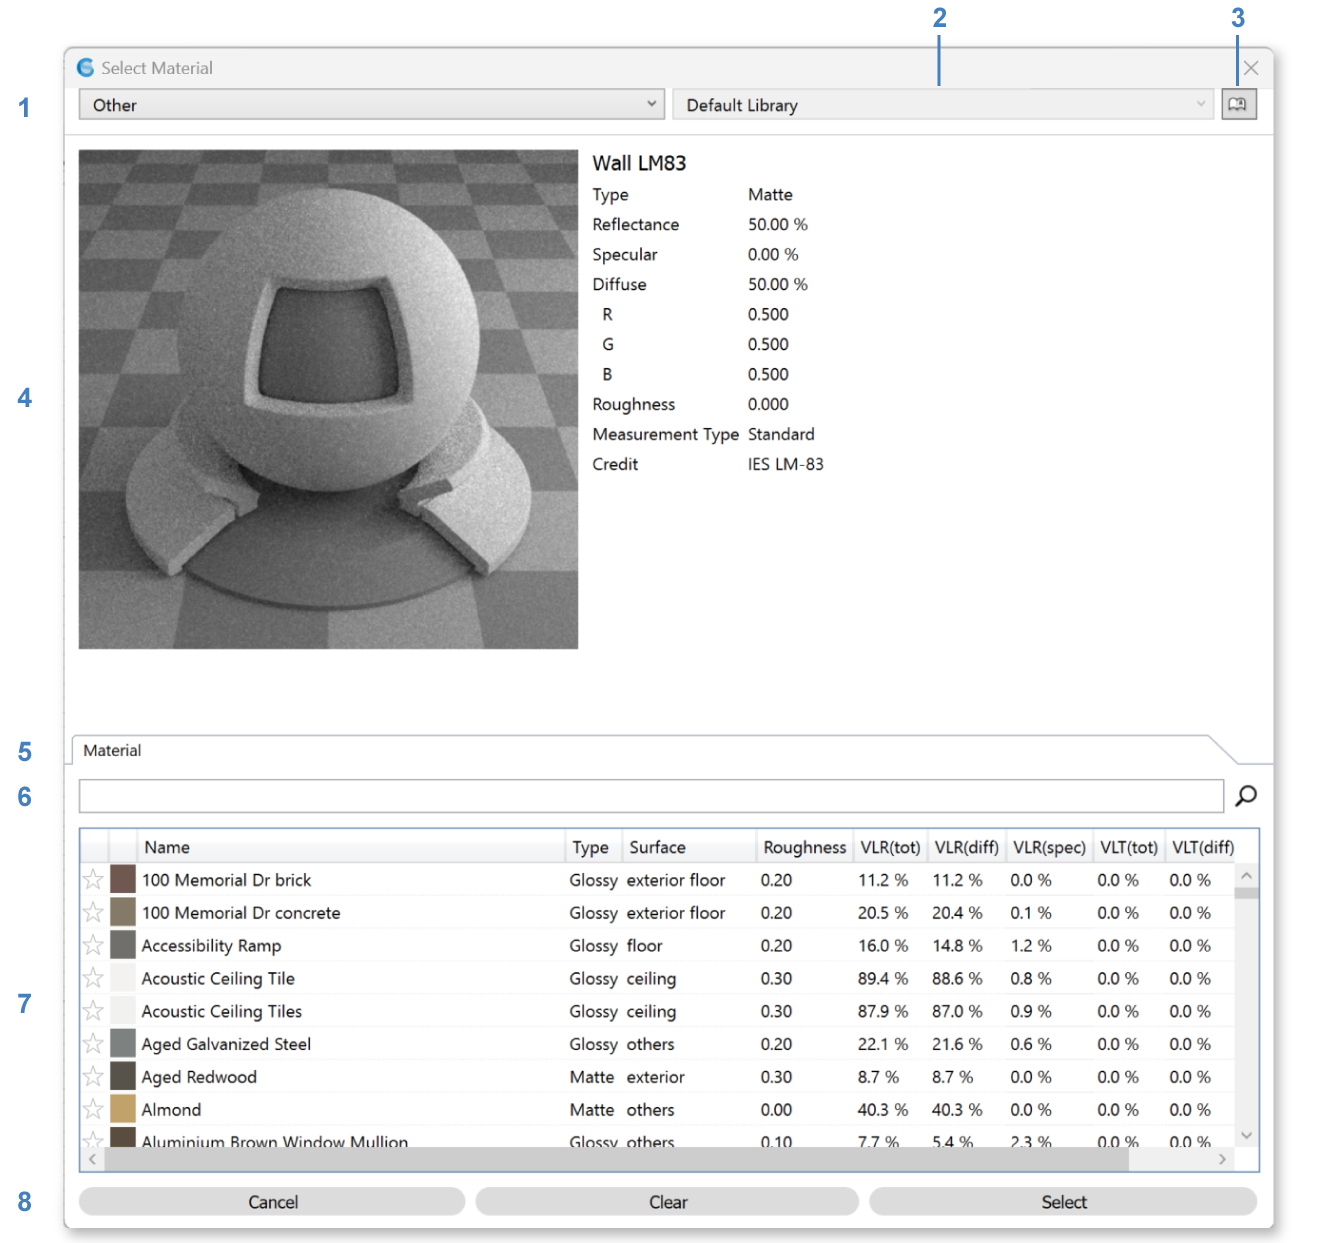 2 3
Select Material
1 Other Default Library
Wall LM83
Type Matte
Reflectance 50.00 %
Specular 0.00 %
Diffuse 50.00 %
R 0.500
G 0.500
B 0.500
4 Roughness 0.000
Measurement Type Standard
Credit IES LM-83
5 Material
6
Name Type Surface Roughness VLR(tot) VLR(diff) VLR(spec) VLT(tot) VLT(diff)
100 Memorial Dr brick Glossy exterior floor 0.20 11.2 % 11.2 % 0.0 % 0.0 % 0.0 %
100 Memorial Dr concrete Glossy exterior floor 0.20 20.5 % 20.4 % 0.1 % 0.0 % 0.0 %
Accessibility Ramp Glossy floor 0.20 16.0 % 14.8 % 1.2 % 0.0 % 0.0 %
Acoustic Ceiling Tile Glossy ceiling 0.30 89.4 % 88.6 % 0.8 % 0.0 % 0.0 %
7 Acoustic Ceiling Tiles Glossy ceiling 0.30 87.9 % 87.0 % 0.9 % 0.0 % 0.0 %
Aged Galvanized Steel Glossy others 0.20 22.1 % 21.6 % 0.6 % 0.0 % 0.0 %
Aged Redwood Matte exterior 0.30 8.7 % 8.7 % 0.0 % 0.0 % 0.0 %
Almond Matte others 0.00 40.3 % 40.3 % 0.0 % 0.0 % 0.0 %
Aluminium Brown Window Mullion Glossy others 0.10 7.7 % 5.4 % 2.3 % 0.0 % 0.0 %
8 Cancel Clear Select